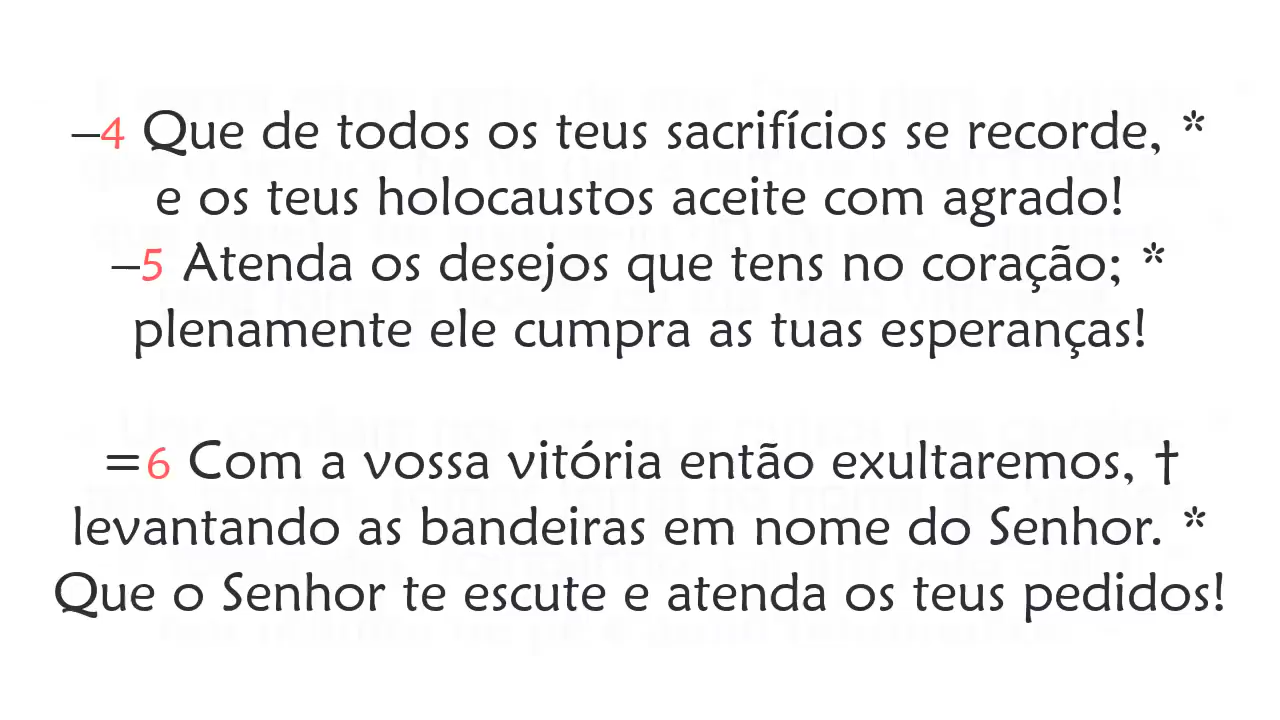 –4 Que de todos os teus sacrifícios se recorde, *
e os teus holocaustos aceite com agrado!
–5 Atenda os desejos que tens no coração; *
plenamente ele cumpra as tuas esperanças!
=6 Com a vossa vitória então exultaremos, †
levantando as bandeiras em nome do Senhor. *
Que o Senhor te escute e atenda os teus pedidos!